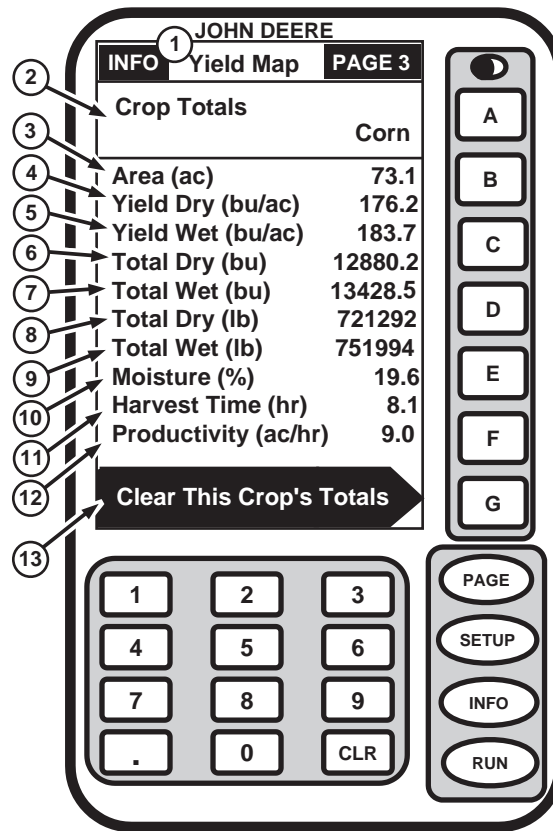 JOHN DEERE
1
INFO Yield Map PAGE 3
2
Crop Totals
Corn
3
Area (ac) 73.1
4
Yield Dry (bu/ac) 176.2
5
Yield Wet (bu/ac) 183.7
6
Total Dry (bu) 12880.2
7
Total Wet (bu) 13428.5
8
Total Dry (lb) 721292
9
Total Wet (lb) 751994
10
Moisture (%) 19.6
11
Harvest Time (hr) 8.1
12
Productivity (ac/hr) 9.0
13
Clear This Crop's Totals
A
B
C
D
E
F
G
1 2 3
4 5 6
7 8 9
. 0 CLR
PAGE
SETUP
INFO
RUN